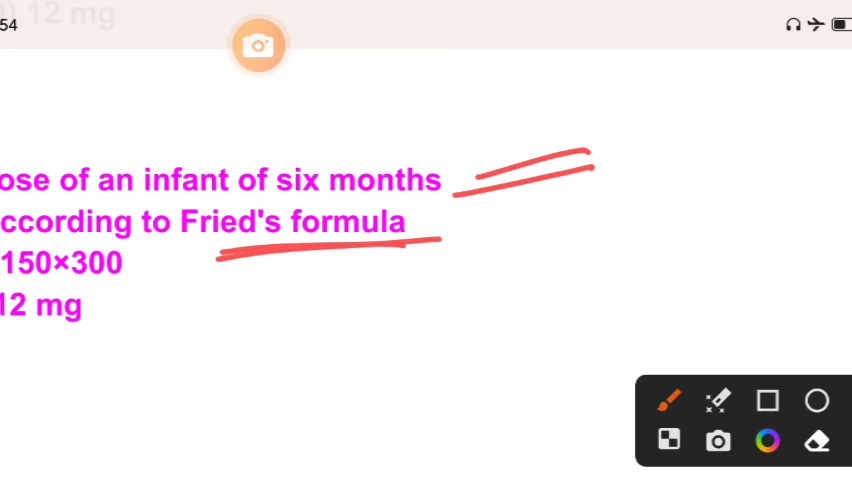 ) 12 mg
54
ose of an infant of six months
ccording to Fried's formula
150×300
12 mg